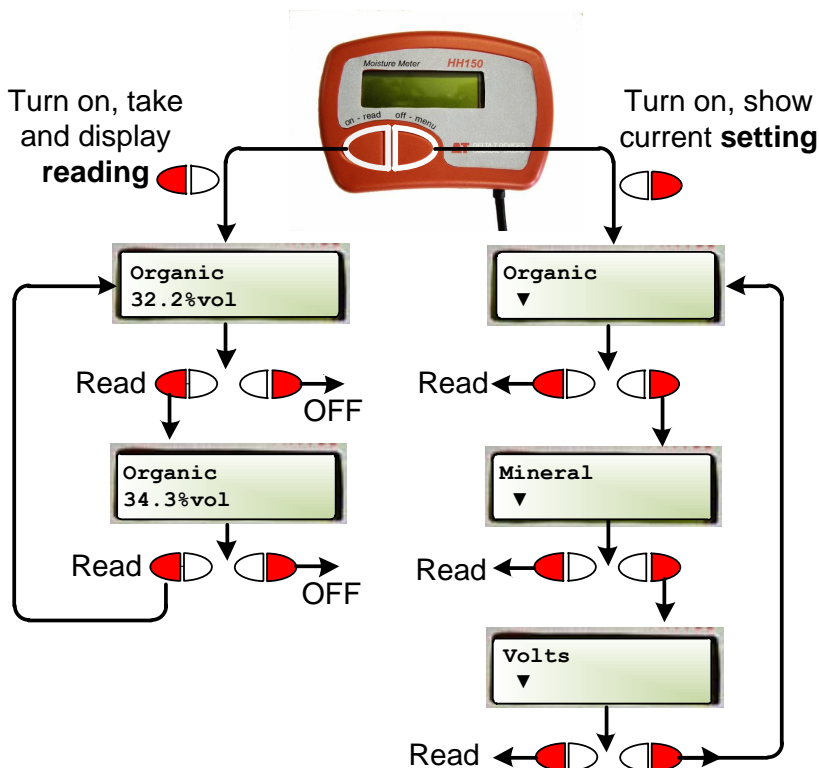 Moisture Meter HH150
on - read off - menu
Turn on, take
and display
reading
Turn on, show
current setting
Organic
32.2%vol
Read
OFF
Organic
34.3%vol
Read
OFF
Organic
▼
Read
Mineral
▼
Read
Volts
▼
Read